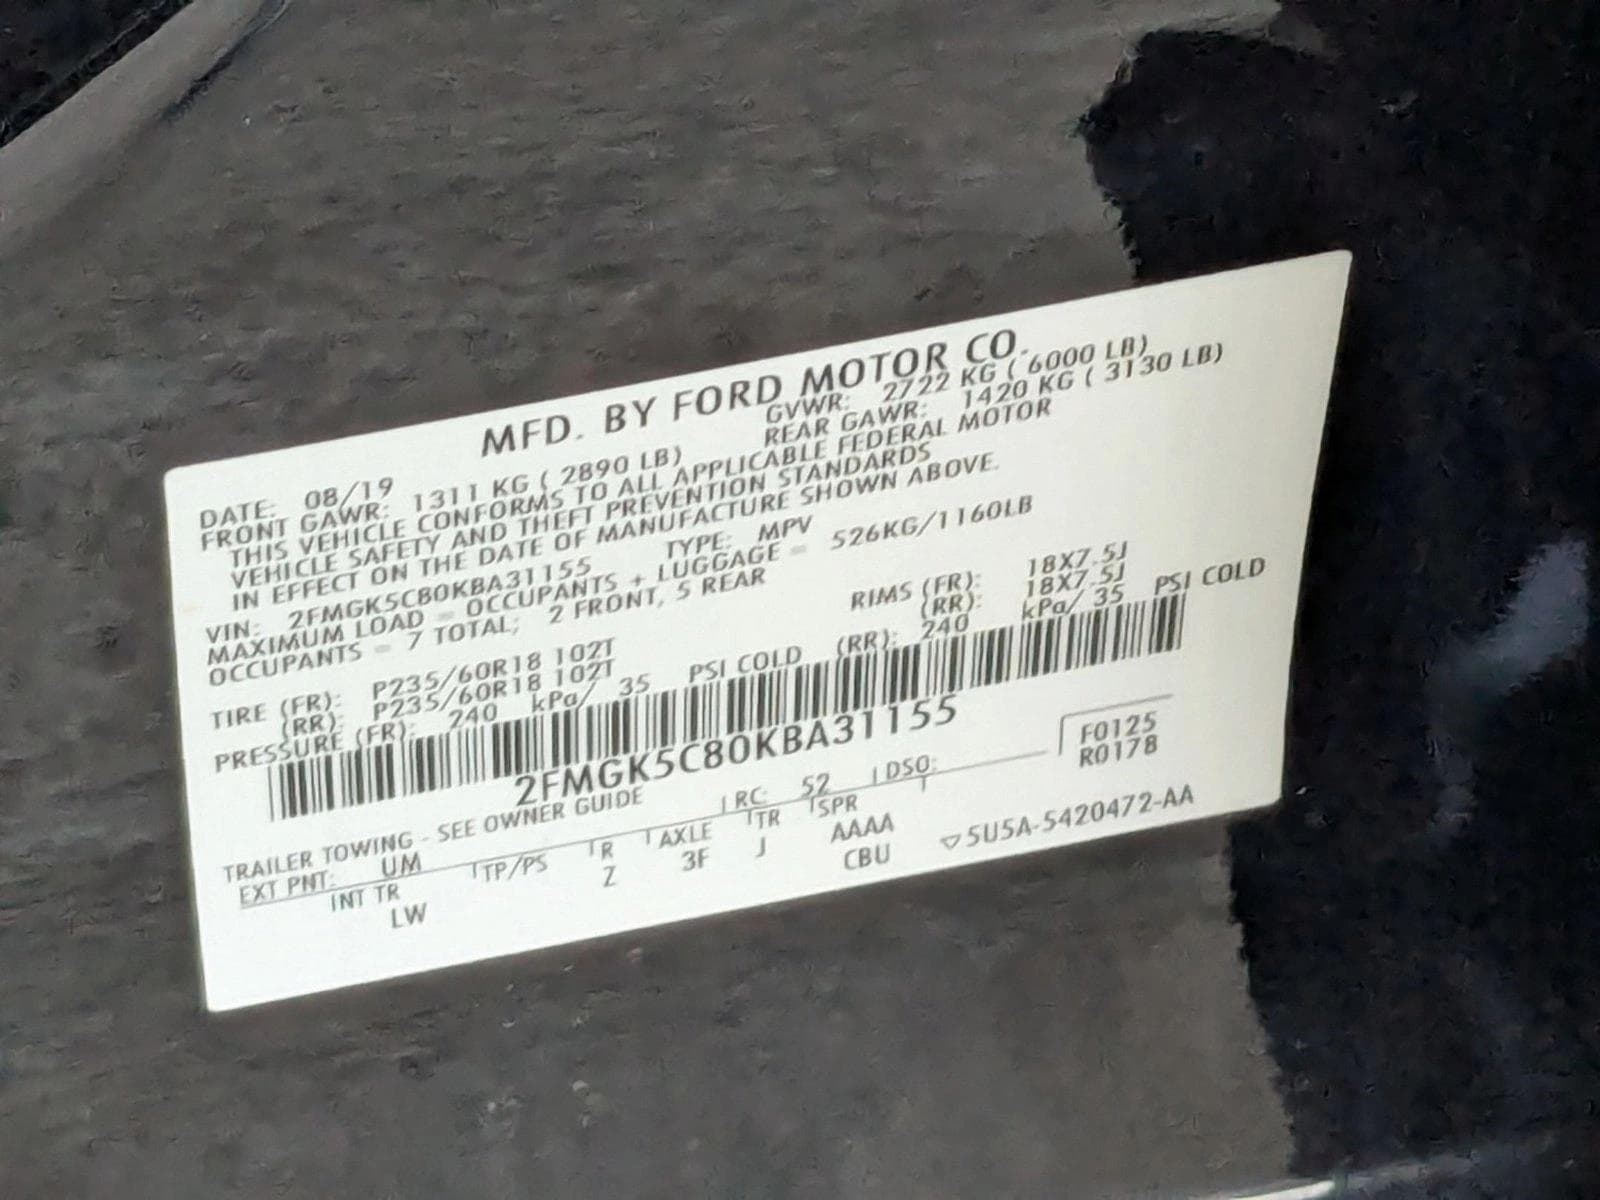 MFD. BY FORD MOTOR CO.
DATE: 08/19 GVWR: 2722 KG ( 6000 LB)
FRONT GAWR: 1311 KG ( 2890 LB) REAR GAWR: 1420 KG ( 3130 LB)
THIS VEHICLE CONFORMS TO ALL APPLICABLE FEDERAL MOTOR
VEHICLE SAFETY AND THEFT PREVENTION STANDARDS
IN EFFECT ON THE DATE OF MANUFACTURE SHOWN ABOVE.
VIN: 2FMGK5C80KBA31155 TYPE: MPV
MAXIMUM LOAD = OCCUPANTS + LUGGAGE = 526KG/1160LB
OCCUPANTS = 7 TOTAL; 2 FRONT, 5 REAR
TIRE (FR): P235/60R18 102T RIMS (FR): 18X7.5J
(RR): P235/60R18 102T (RR): 18X7.5J
PRESSURE (FR): 240 kPa/ 35 PSI COLD (RR): 240 kPa/ 35 PSI COLD
2FMGK5C80KBA31155
F0125
R0178
TRAILER TOWING - SEE OWNER GUIDE
EXT PNT: UM RC: 52 DSO:
INT TR TP/PS R AXLE TR SPR
LW Z 3F J AAAA
CBU ▽5U5A-5420472-AA